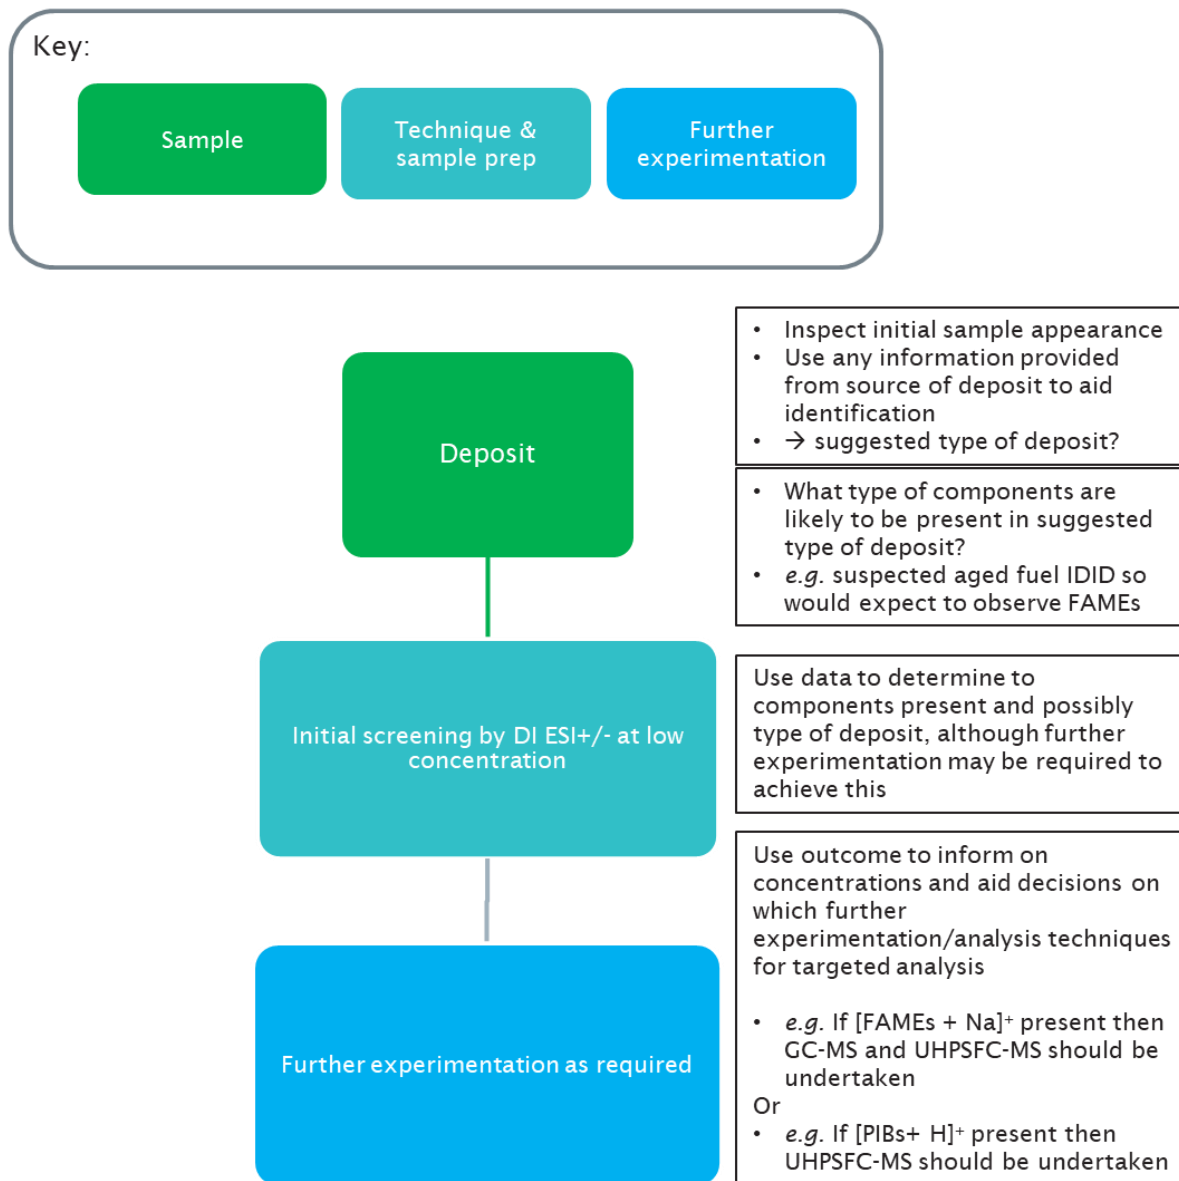 Key:
Sample
Technique &
sample prep
Further
experimentation
Deposit
• Inspect initial sample appearance
• Use any information provided
from source of deposit to aid
identification
• → suggested type of deposit?
• What type of components are
likely to be present in suggested
type of deposit?
• e.g. suspected aged fuel IDID so
would expect to observe FAMEs
Initial screening by DI ESI+/- at low
concentration
Use data to determine to
components present and possibly
type of deposit, although further
experimentation may be required to
achieve this
Further experimentation as required
Use outcome to inform on
concentrations and aid decisions on
which further
experimentation/analysis techniques
for targeted analysis
• e.g. If [FAMEs + Na]⁺ present then
GC-MS and UHPSFC-MS should be
undertaken
Or
• e.g. If [PIBs+ H]⁺ present then
UHPSFC-MS should be undertaken